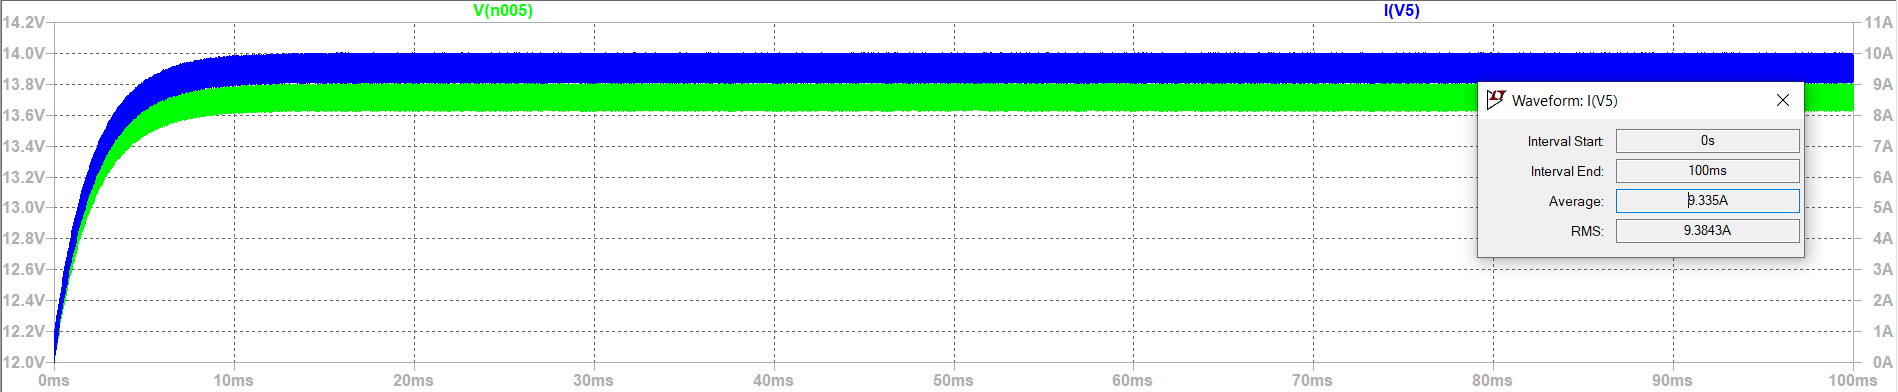 V(n005) I(V5)
14.2V 11A
14.0V 10A
13.8V 9A
13.6V 8A
13.4V 7A
13.2V 6A
13.0V 5A
12.8V 4A
12.6V 3A
12.4V 2A
12.2V 1A
12.0V 0A
0ms 10ms 20ms 30ms 40ms 50ms 60ms 70ms 80ms 90ms 100ms
Waveform: I(V5)
Interval Start: 0s
Interval End: 100ms
Average: 9.335A
RMS: 9.3843A